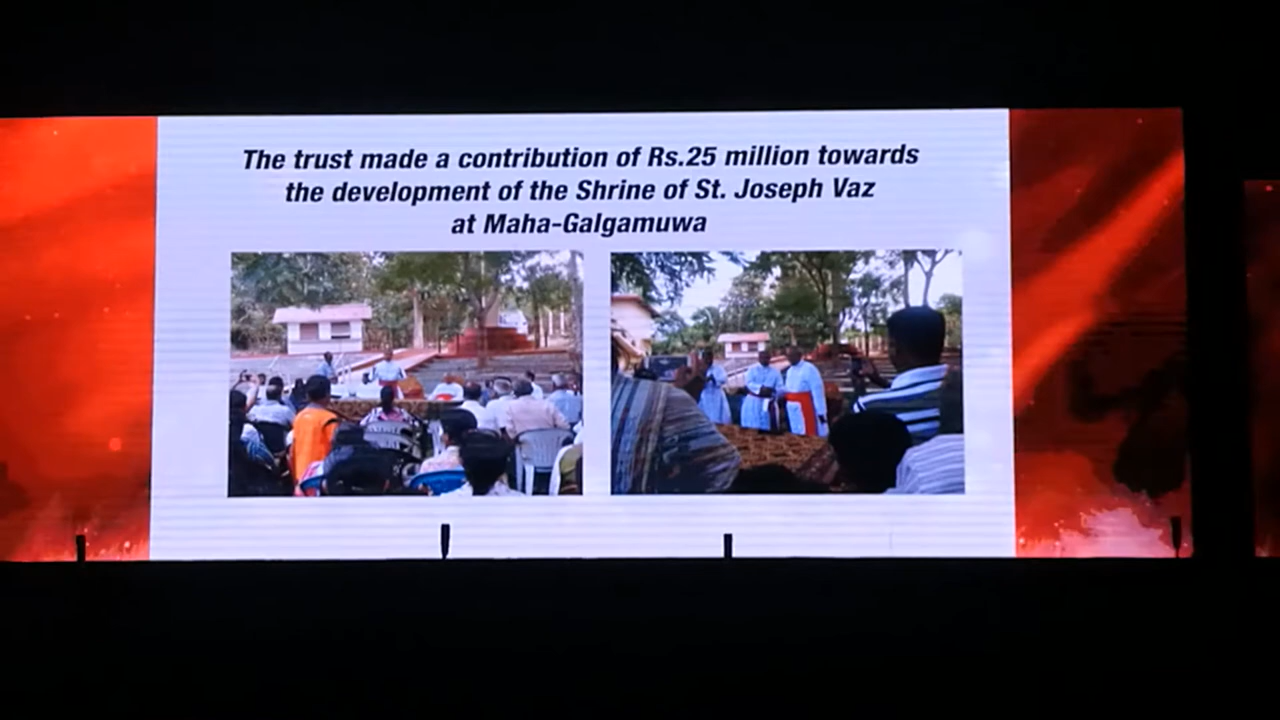 The trust made a contribution of Rs.25 million towards
the development of the Shrine of St. Joseph Vaz
at Maha-Galgamuwa